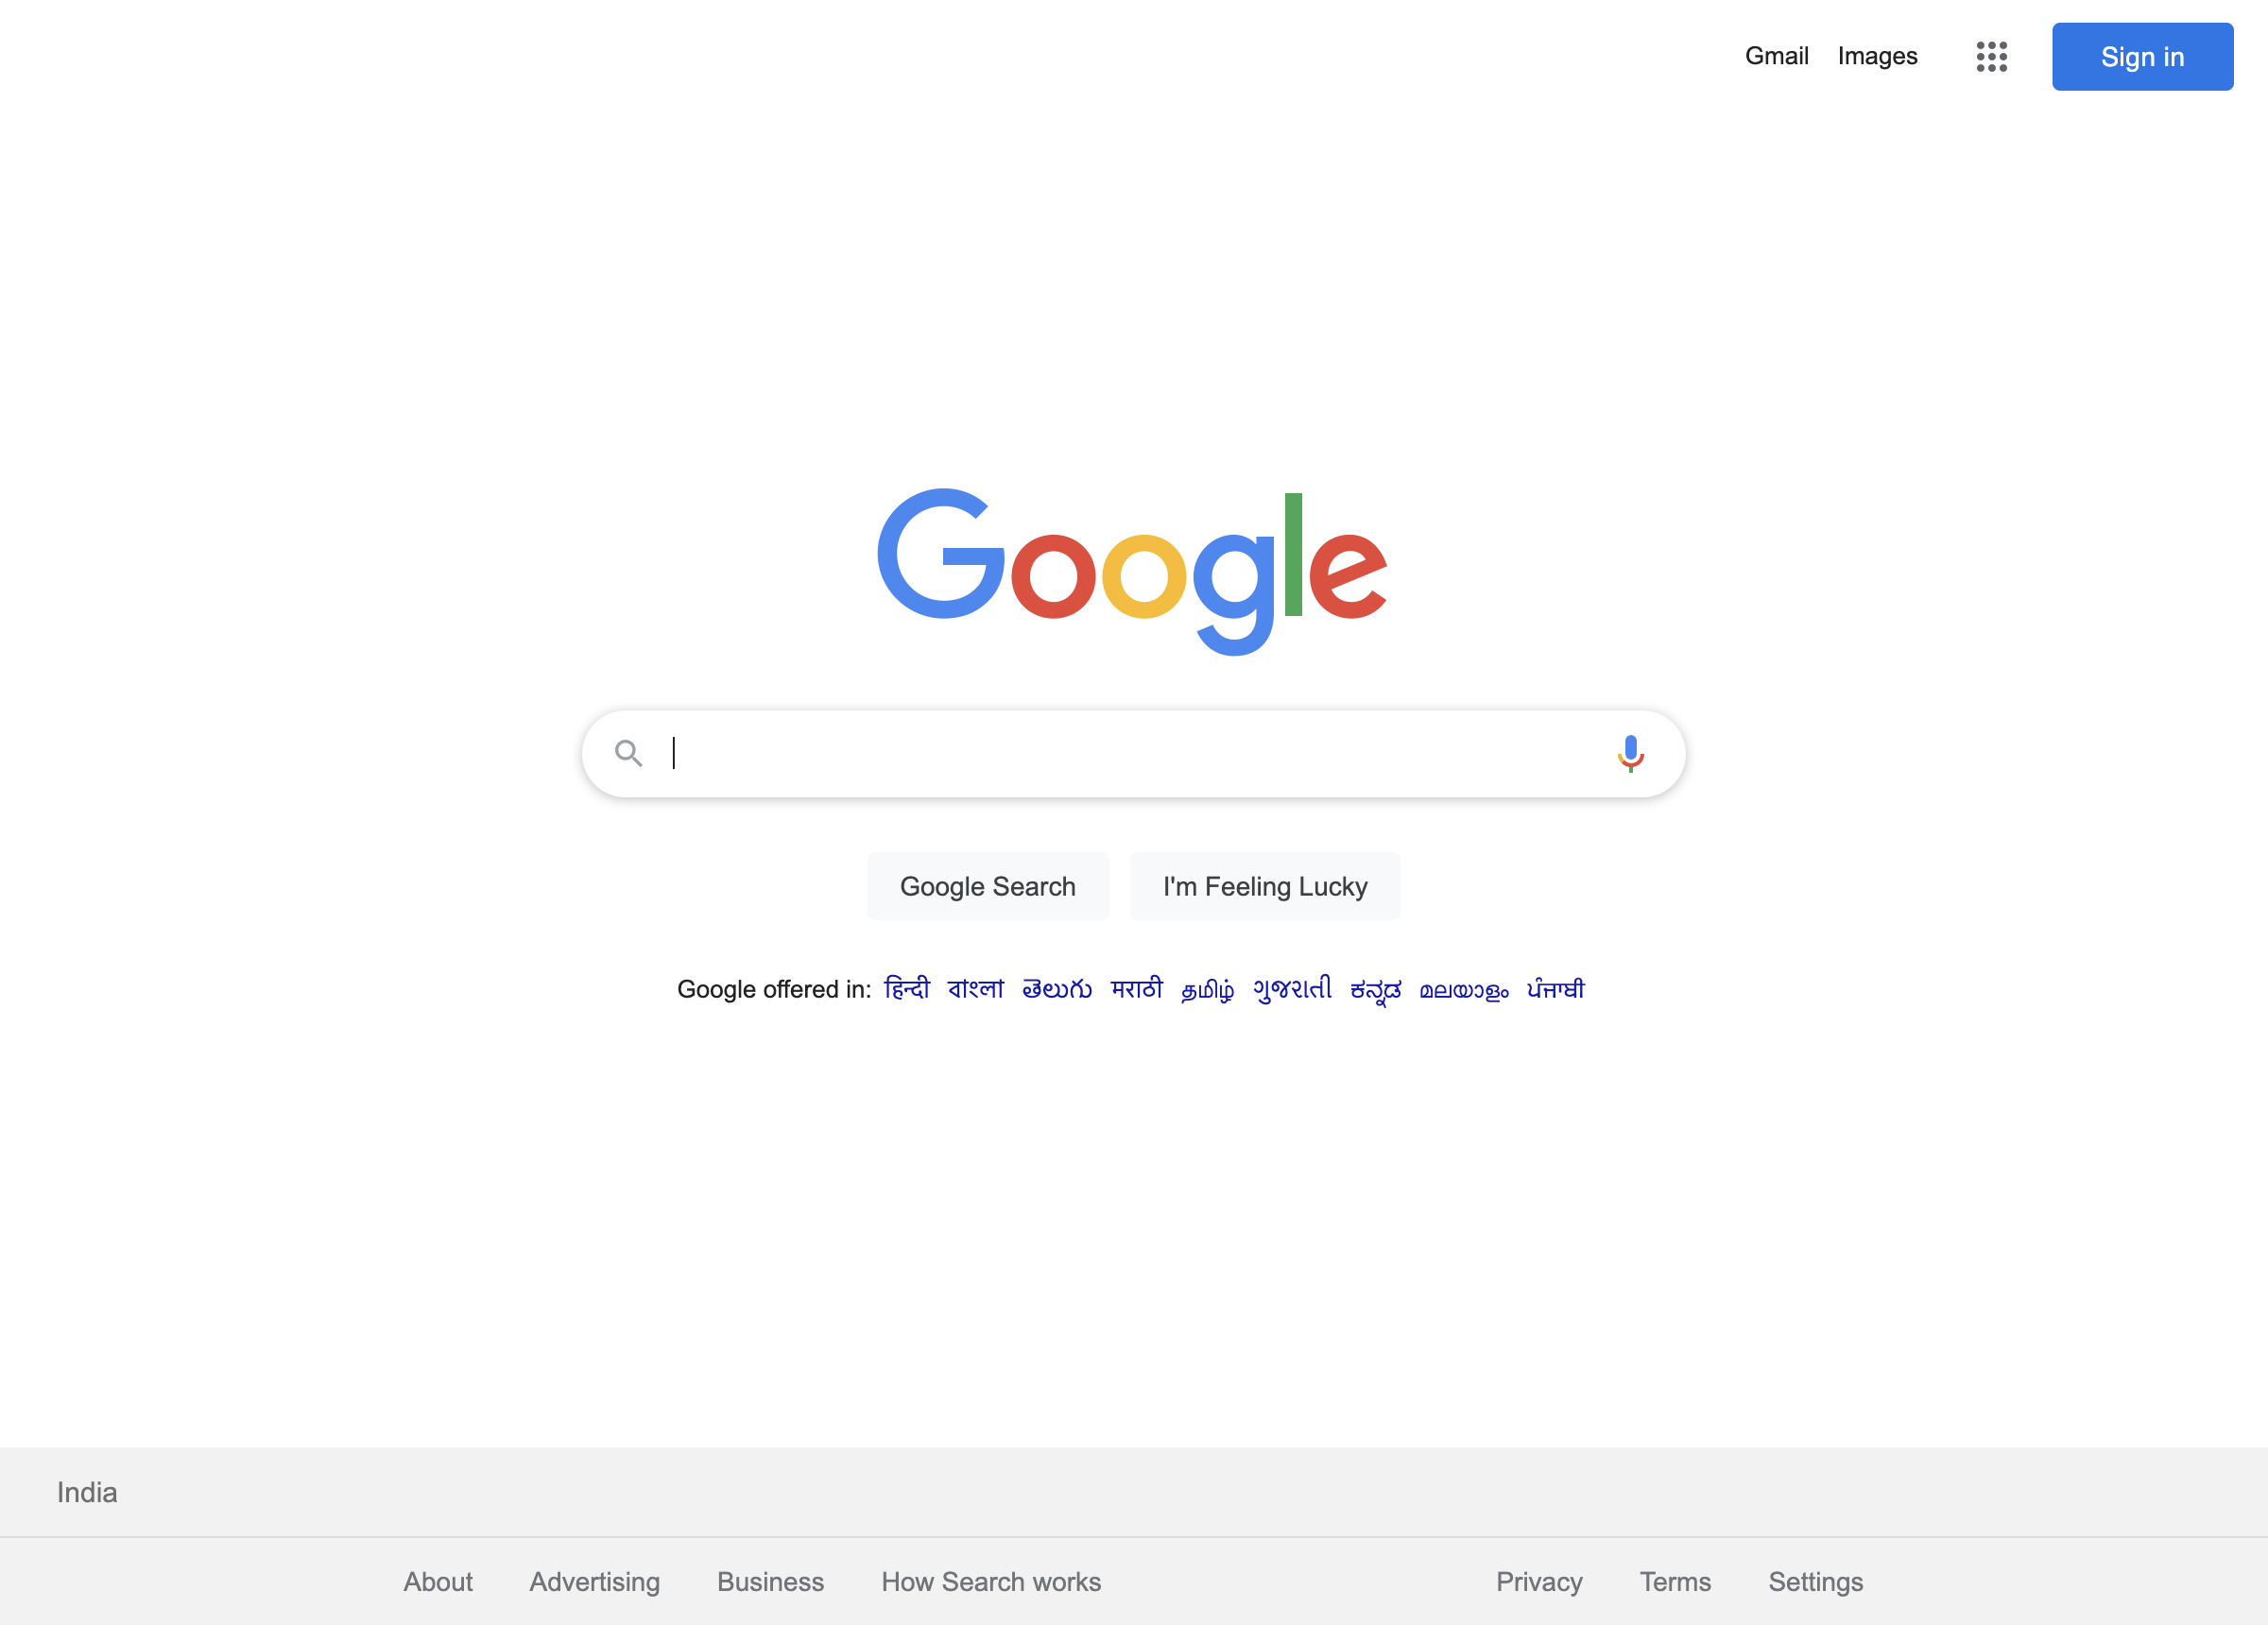 Gmail Images Sign in
Google
Google Search I'm Feeling Lucky
Google offered in: हिन्दी বাংলা తెలుగు मराठी தமிழ் ગુજરાતી ಕನ್ನಡ മലയാളം ਪੰਜਾਬੀ
India
About Advertising Business How Search works Privacy Terms Settings